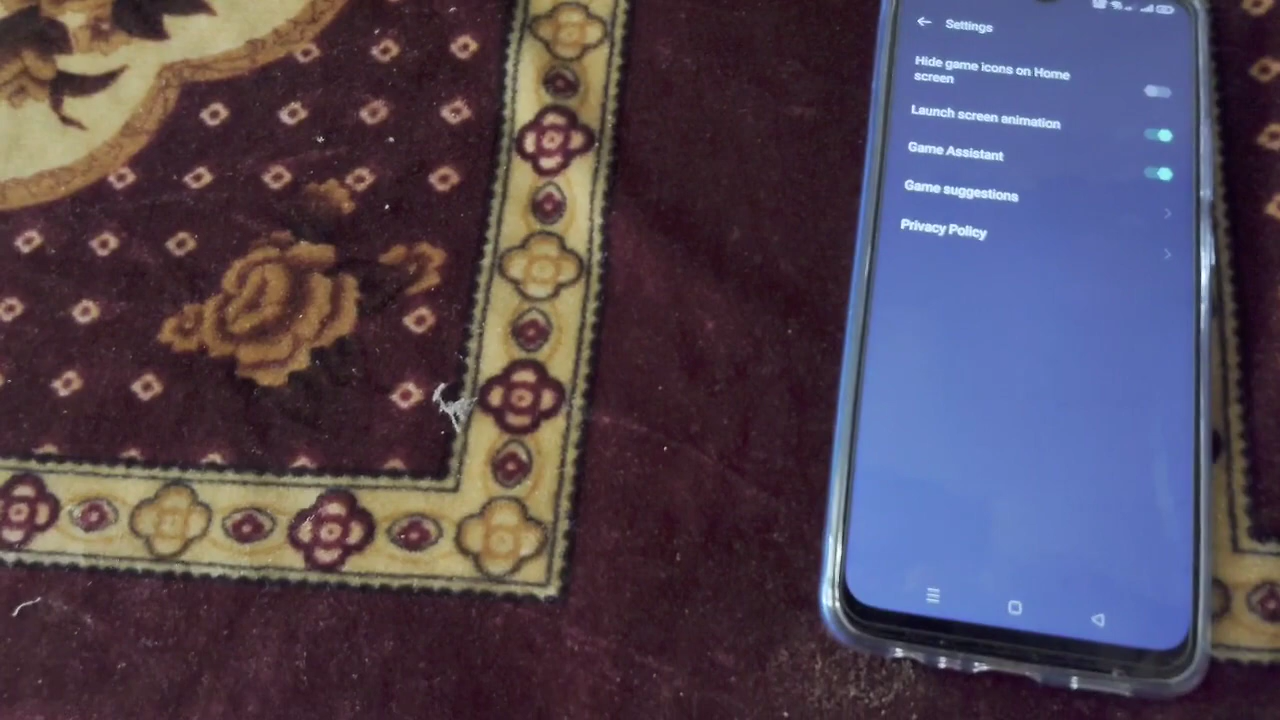 Settings
Hide game icons on Home
screen
Launch screen animation
Game Assistant
Game suggestions
Privacy Policy